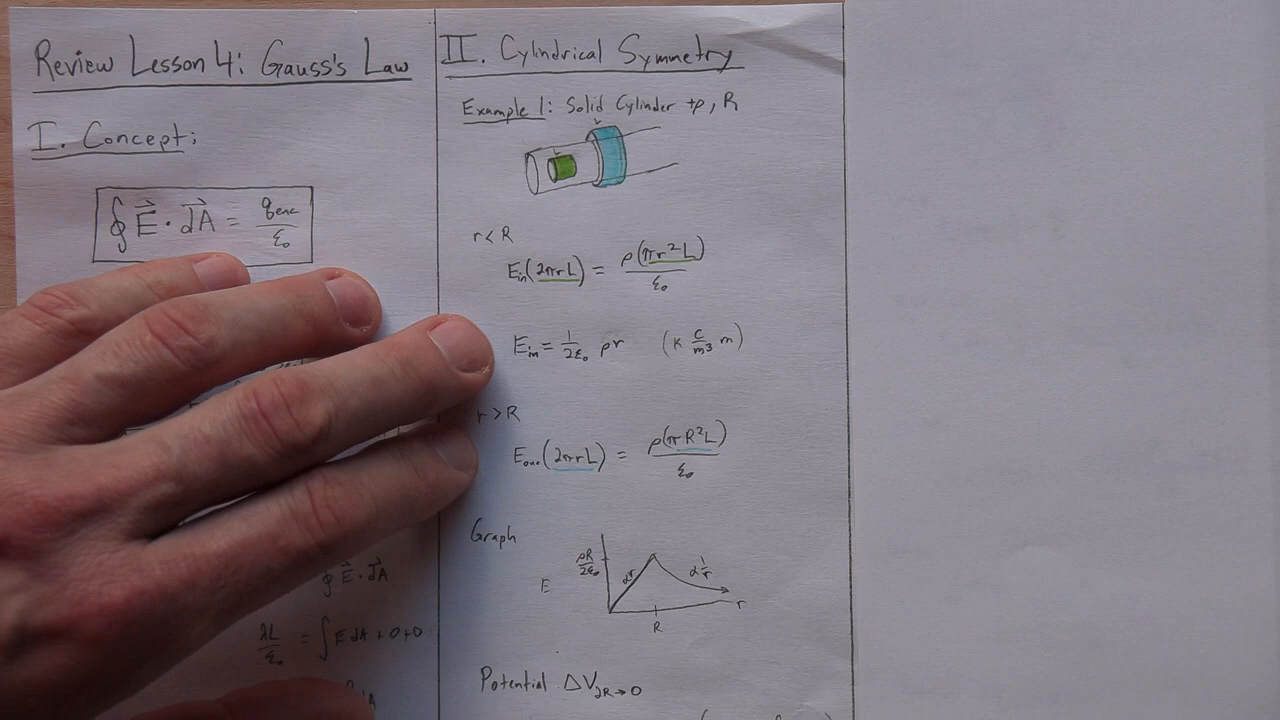 Review Lesson 4: Gauss's Law
I. Concept:
∮ E⃗ · dA⃗ = q_enc / ε₀
∮ E⃗ · dA⃗
λL / ε₀ = ∫ E dA + 0 + 0
II. Cylindrical Symmetry
Example 1: Solid Cylinder +ρ, R
r < R
E_in (2πrL) = ρ(πr²L) / ε₀
E_in = 1 / 2ε₀ ρr (K C/m³ m)
r > R
E_out (2πrL) = ρ(πR²L) / ε₀
Graph
ρR / 2ε₀
E
αr
α 1/r
r
R
Potential ΔV_2R→0